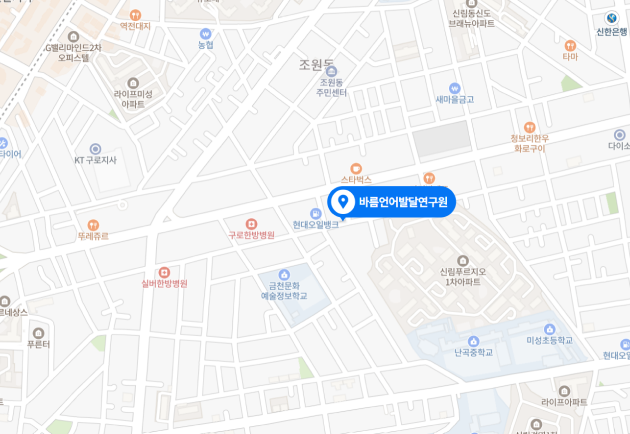 역전대지
농협
신림동신도
브래뉴아파트
신한은행
타마
G밸리마인드2차
오피스텔
조원동
조원동
주민센터
라이프미성
아파트
새마을금고
정보리한우
화로구이
다이소
타이어
KT 구로지사
스타벅스
바름언어발달연구원
현대오일뱅크
뚜레쥬르
구로한방병원
실버한방병원
금천문화
예술정보학교
신림푸르지오
1차아파트
르네상스
푸른터
난곡중학교
미성초등학교
현대오일
라이프아파트